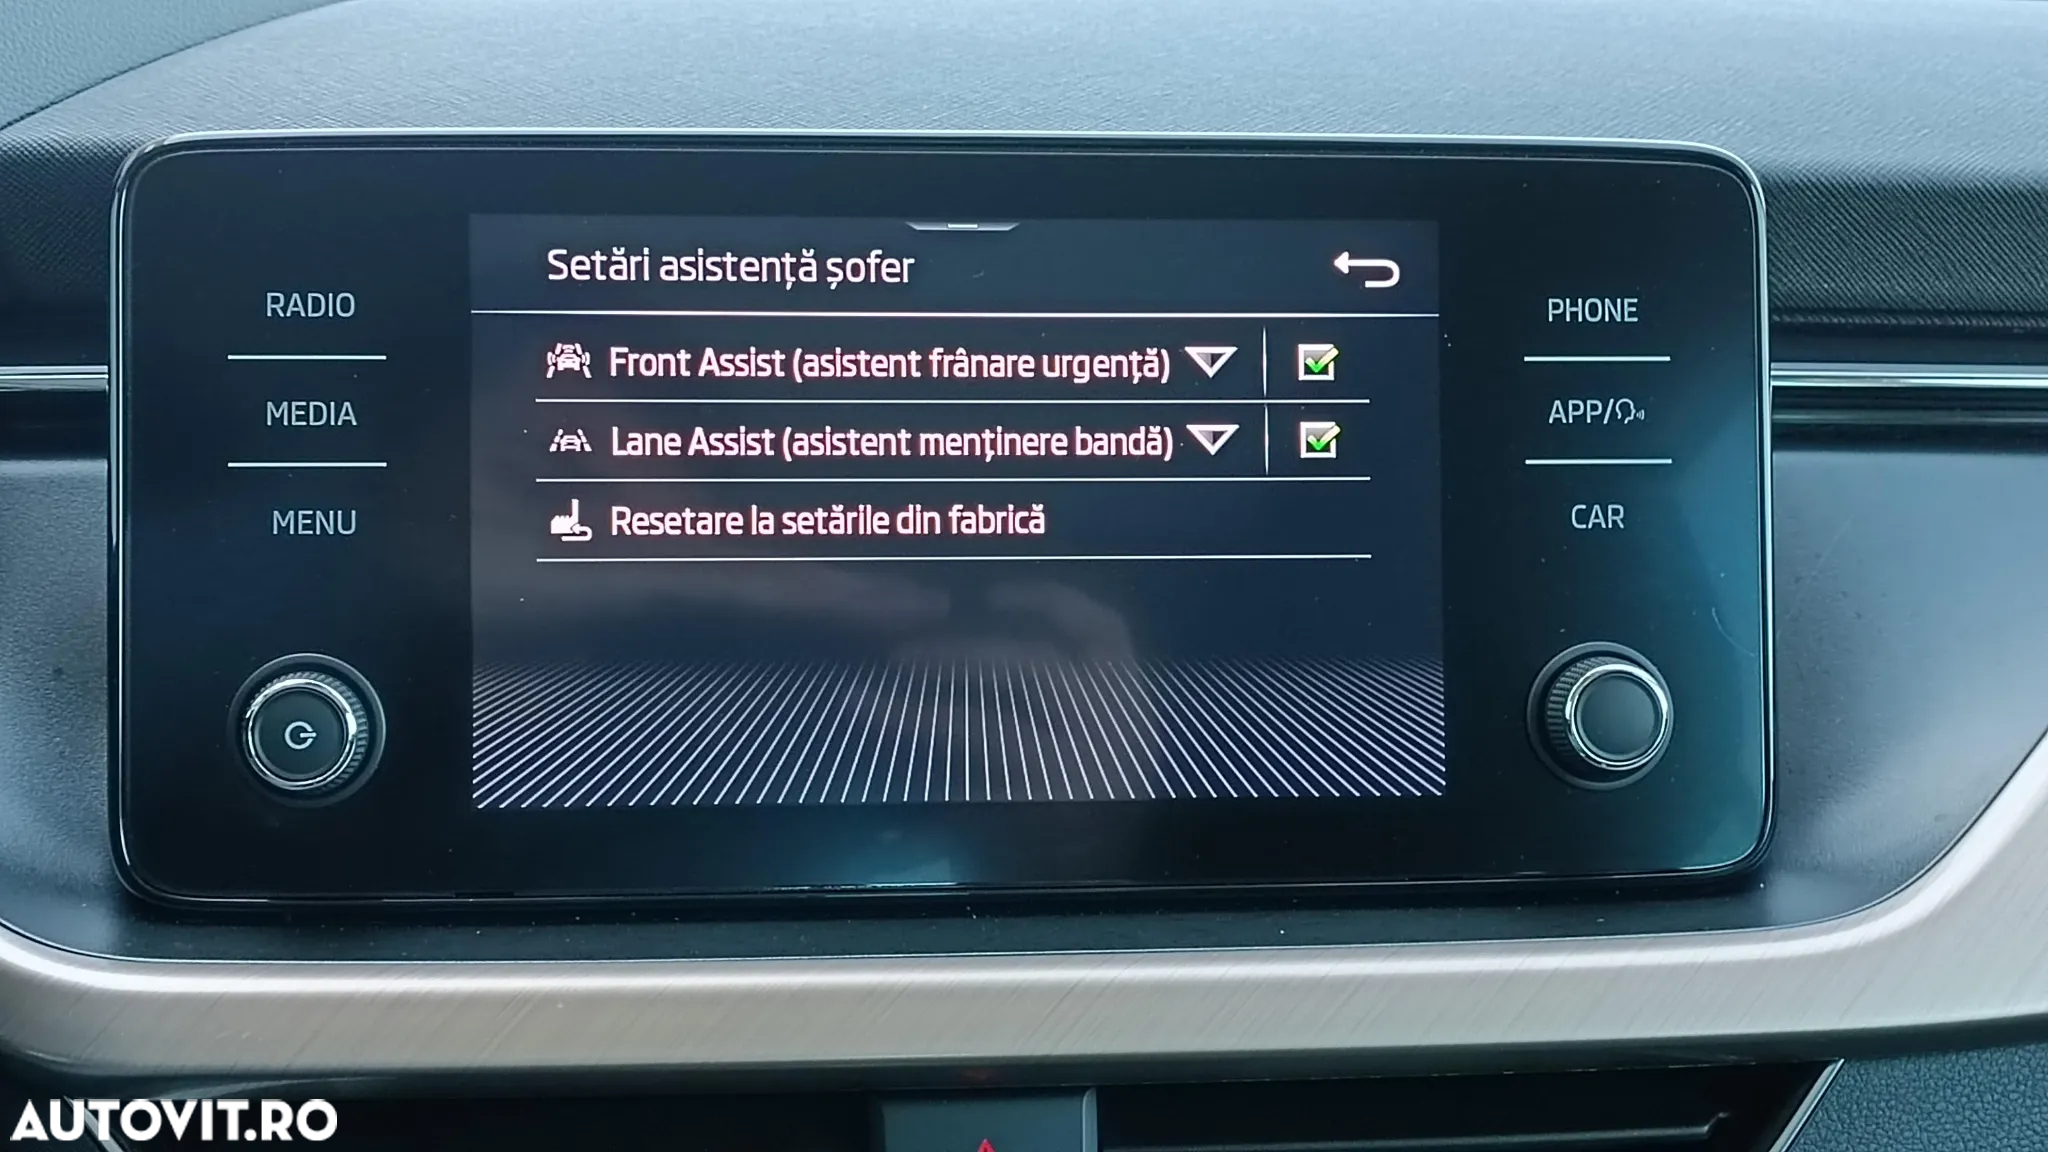 Setări asistență șofer
RADIO
MEDIA
MENU
Front Assist (asistent frânare urgență)
Lane Assist (asistent menținere bandă)
Resetare la setările din fabrică
PHONE
APP/
CAR
AUTOVIT.RO